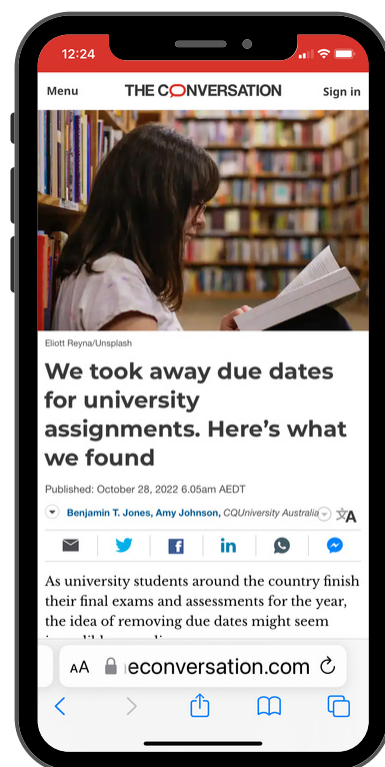 12:24
Menu THE CONVERSATION Sign in
Eliott Reyna/Unsplash
We took away due dates
for university
assignments. Here’s what
we found
Published: October 28, 2022 6.05am AEDT
Benjamin T. Jones, Amy Johnson, CQUniversity Australia
As university students around the country finish
their final exams and assessments for the year,
the idea of removing due dates might seem
AA econversation.com